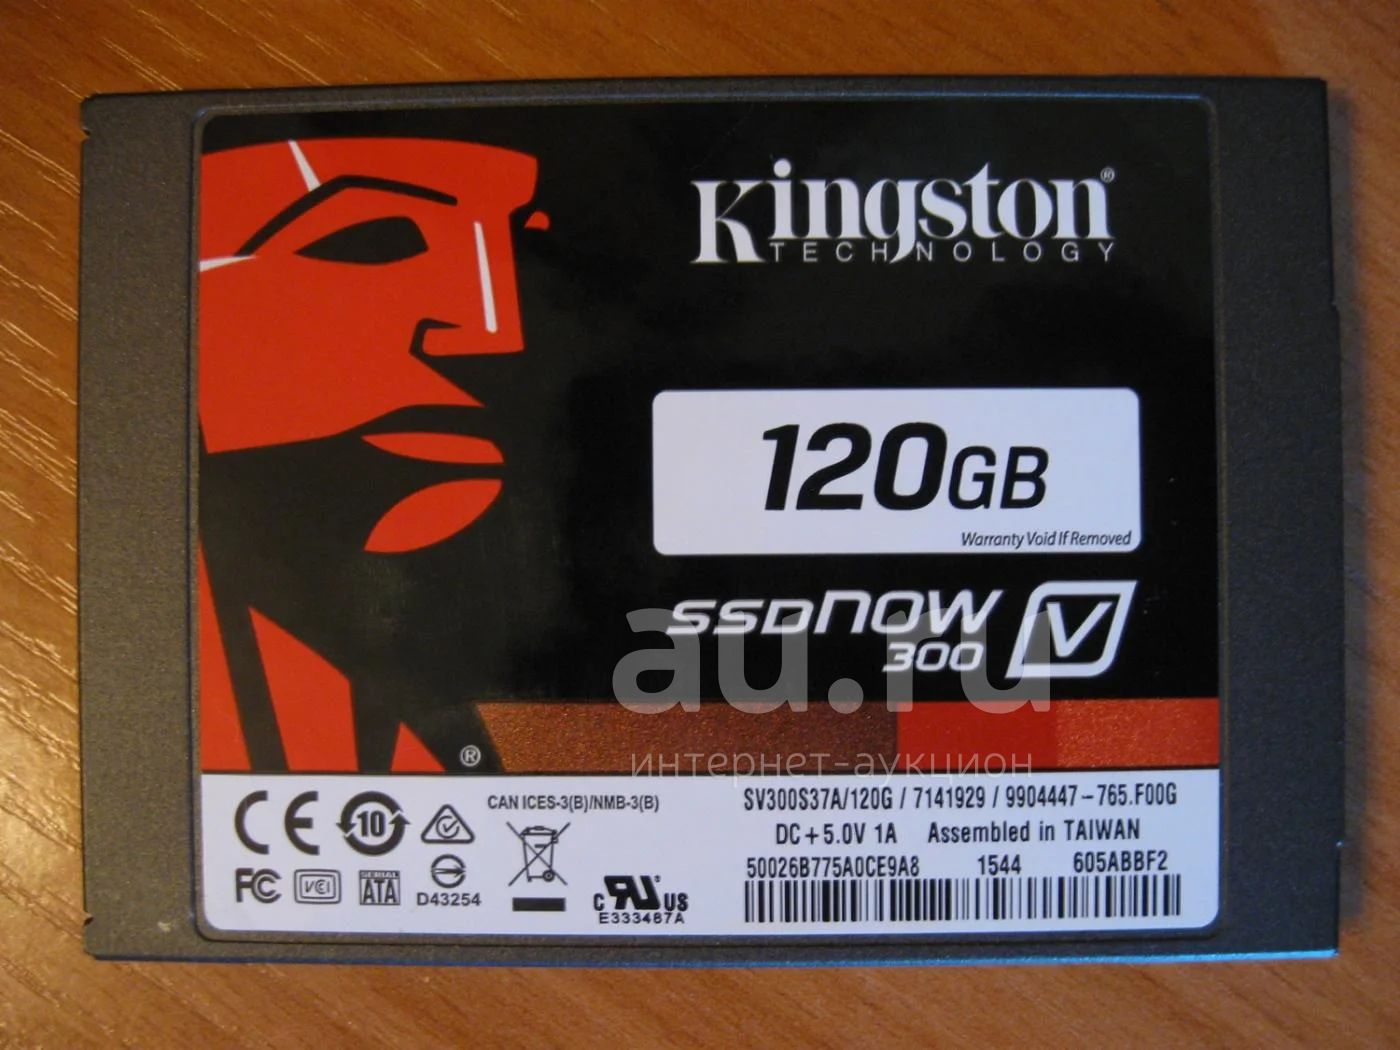 Kingston®
TECHNOLOGY
120GB
Warranty Void If Removed
SSDNOW
300 V
au.ru
интернет-аукцион
®
CAN ICES-3(B)/NMB-3(B)
SV300S37A/120G / 7141929 / 9904447-765.F00G
DC+5.0V 1A Assembled in TAIWAN
50026B775A0CE9A8 1544 605ABBF2
CE 10
FC VCI SERIAL ATA D43254
c RU US
E333487A